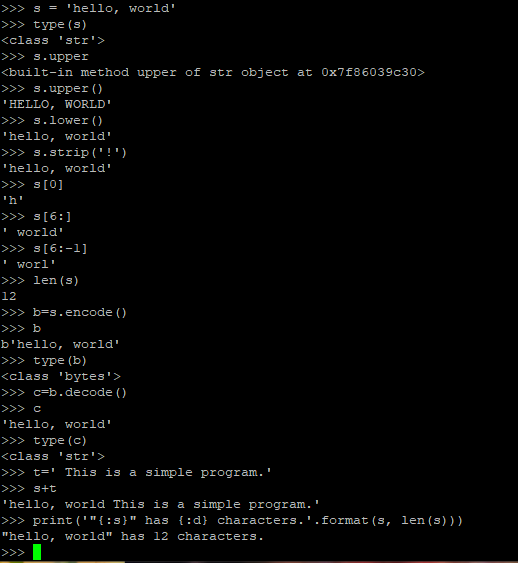 >>> s = 'hello, world'
>>> type(s)
<class 'str'>
>>> s.upper
<built-in method upper of str object at 0x7f86039c30>
>>> s.upper()
'HELLO, WORLD'
>>> s.lower()
'hello, world'
>>> s.strip('!')
'hello, world'
>>> s[0]
'h'
>>> s[6:]
' world'
>>> s[6:-1]
' worl'
>>> len(s)
12
>>> b=s.encode()
>>> b
b'hello, world'
>>> type(b)
<class 'bytes'>
>>> c=b.decode()
>>> c
'hello, world'
>>> type(c)
<class 'str'>
>>> t=' This is a simple program.'
>>> s+t
'hello, world This is a simple program.'
>>> print('"{:s}" has {:d} characters.'.format(s, len(s)))
"hello, world" has 12 characters.
>>>